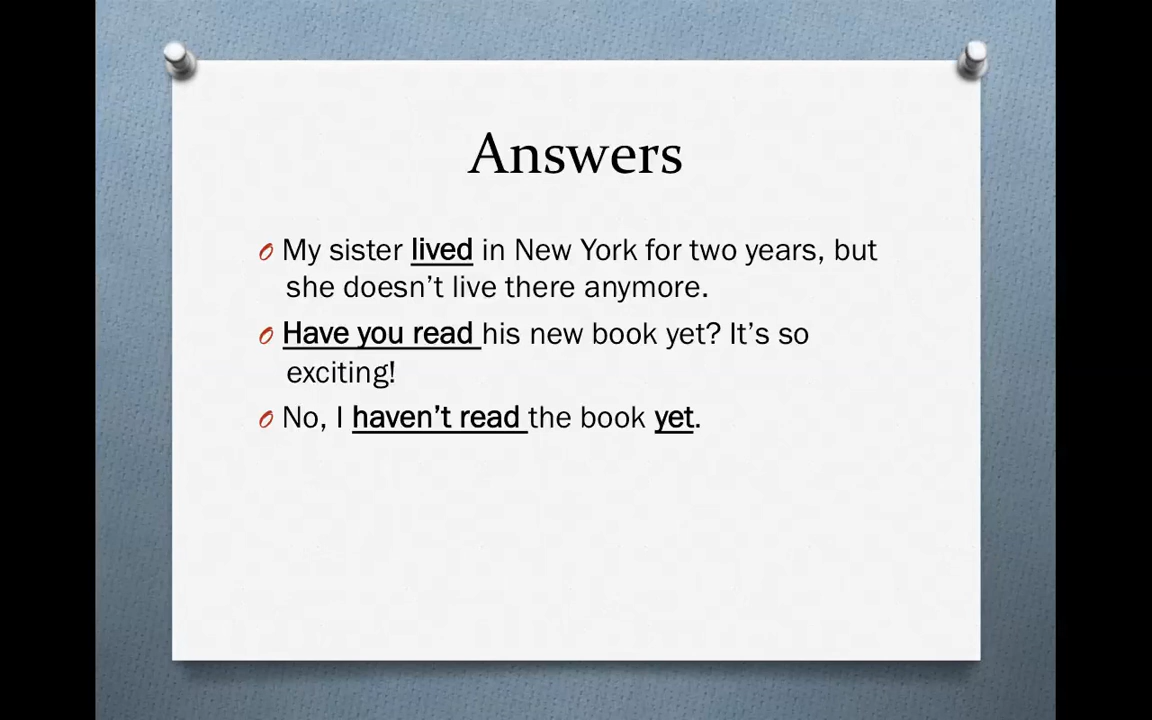 Answers
My sister lived in New York for two years, but
she doesn’t live there anymore.
Have you read his new book yet? It’s so
exciting!
No, I haven’t read the book yet.